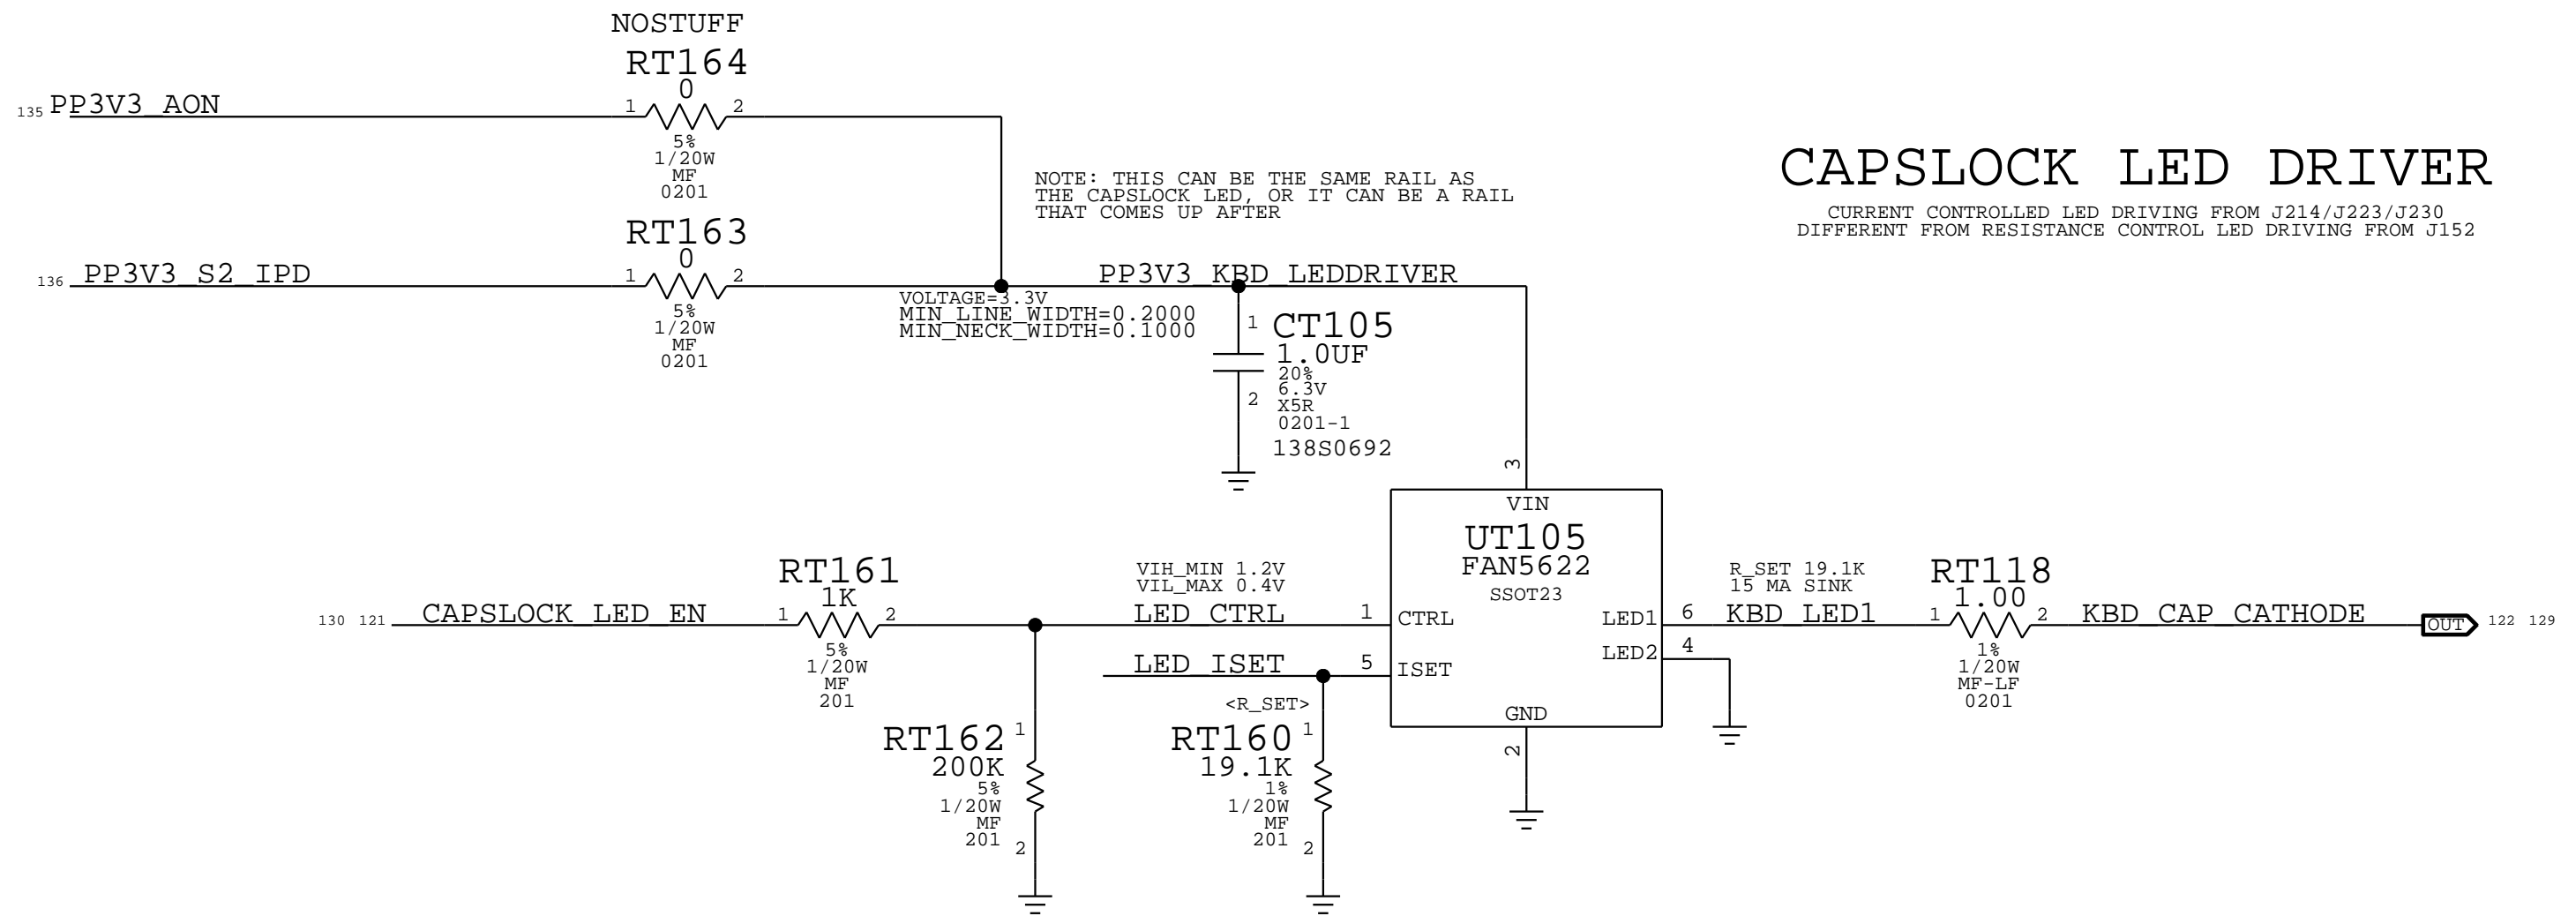 NOSTUFF
RT164
0
135 PP3V3_AON
1 2
5%
1/20W
MF
0201
CAPSLOCK LED DRIVER
CURRENT CONTROLLED LED DRIVING FROM J214/J223/J230
DIFFERENT FROM RESISTANCE CONTROL LED DRIVING FROM J152
NOTE: THIS CAN BE THE SAME RAIL AS
THE CAPSLOCK LED, OR IT CAN BE A RAIL
THAT COMES UP AFTER
RT163
0
136 PP3V3_S2_IPD
1 2
5%
1/20W
MF
0201
PP3V3_KBD_LEDDRIVER
VOLTAGE=3.3V
MIN_LINE_WIDTH=0.2000
MIN_NECK_WIDTH=0.1000
1
CT105
1.0UF
20%
6.3V
X5R
0201-1
2
138S0692
3
VIN
UT105
FAN5622
SSOT23
CTRL
ISET
LED1
LED2
GND
2
RT161
1K
130 121 CAPSLOCK_LED_EN
1 2
5%
1/20W
MF
201
VIH_MIN 1.2V
VIL_MAX 0.4V
LED_CTRL 1
LED_ISET 5
<R_SET>
RT162
200K
5%
1/20W
MF
201
1
2
RT160
19.1K
1%
1/20W
MF
201
1
2
R_SET 19.1K
15 MA SINK
6 KBD_LED1
4
RT118
1.00
1 2
1%
1/20W
MF-LF
0201
KBD_CAP_CATHODE
OUT 122 129